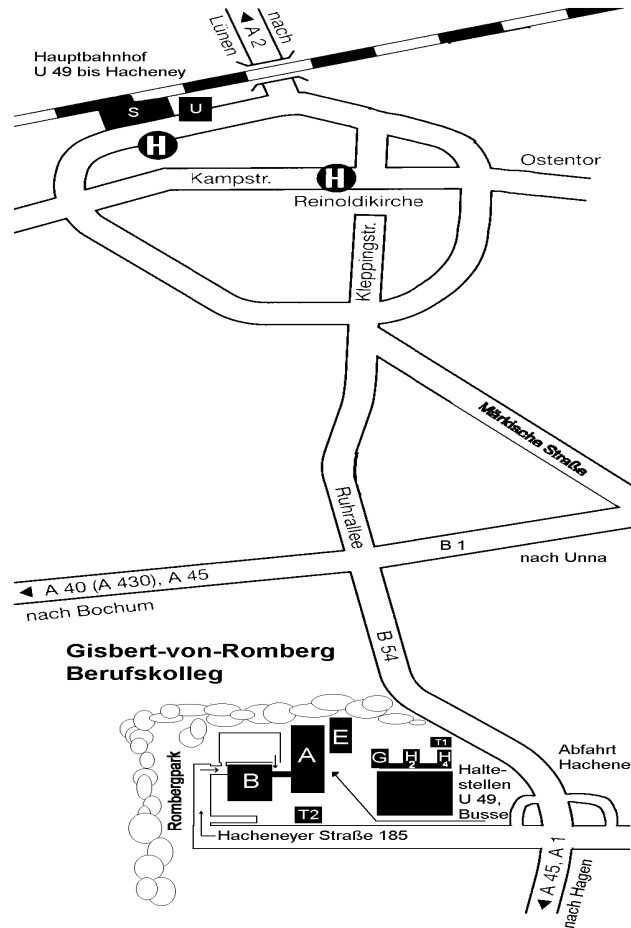 nach
◄ A 2
Lünen
Hauptbahnhof
U 49 bis Hacheney
S
U
H
Kampstr.
H
Ostentor
Reinoldikirche
Kleppingstr.
Märkische Straße
Ruhrallee
B 1
nach Unna
◄ A 40 (A 430), A 45
nach Bochum
B 54
Gisbert-von-Romberg
Berufskolleg
Rombergpark
A
E
B
T2
G
H
2
T1
Abfahrt
Hachene
Halte-
stellen
U 49,
Busse
Hacheneyer Straße 185
◄ A 45, A 1
nach Hagen